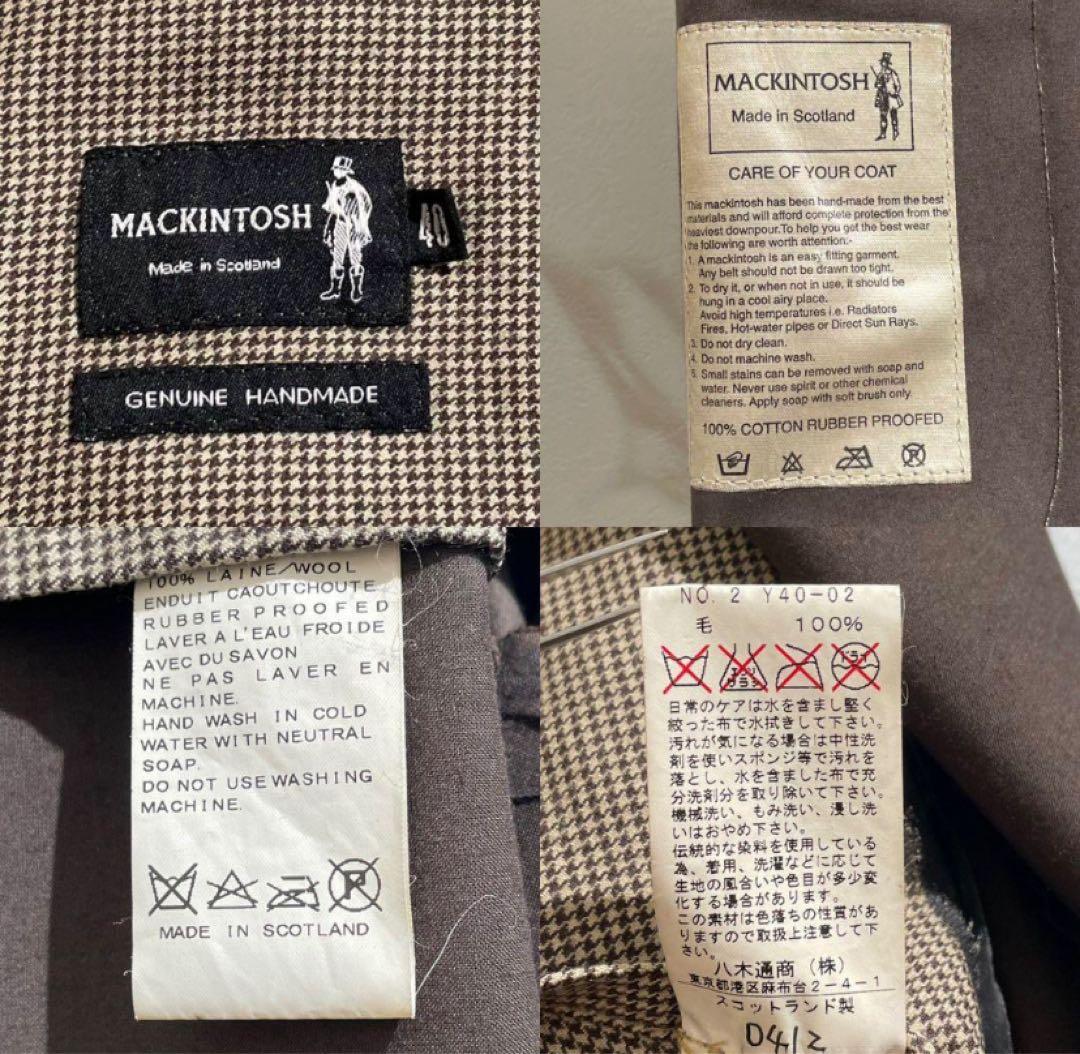 MACKINTOSH
Made in Scotland
40
GENUINE HANDMADE
MACKINTOSH
Made in Scotland
CARE OF YOUR COAT
This mackintosh has been hand-made from the best
materials and will afford complete protection from the
heaviest downpour.To help you get the best wear
the following are worth attention:-
1. A mackintosh is an easy fitting garment.
Any belt should not be drawn too tight.
2. To dry it, or when not in use, it should be
hung in a cool airy place.
Avoid high temperatures i.e. Radiators
Fires, Hot-water pipes or Direct Sun Rays.
3. Do not dry clean.
4. Do not machine wash.
5. Small stains can be removed with soap and
water. Never use spirit or other chemical
cleaners. Apply soap with soft brush only.
100% COTTON RUBBER PROOFED
100% LAINE/WOOL
ENDUIT CAOUTCHOUTE
RUBBER PROOFED
LAVER A L'EAU FROIDE
AVEC DU SAVON
NE PAS LAVER EN
MACHINE.
HAND WASH IN COLD
WATER WITH NEUTRAL
SOAP.
DO NOT USE WASHING
MACHINE.
P
MADE IN SCOTLAND
NO. 2 Y40-02
毛 100%
エンソ
サラシ
ドライ
日常のケアは水を含まし堅く
絞った布で水拭きして下さい。
汚れが気になる場合は中性洗
剤を使いスポンジ等で汚れを
落とし、水を含ました布で充
分洗剤分を取り除いて下さい。
機械洗い、もみ洗い、浸し洗
いはおやめ下さい。
伝統的な染料を使用している
為、着用、洗濯などに応じて
生地の風合いや色目が多少変
化する場合があります。
この素材は色落ちの性質があ
りますので取扱上注意して下
さい。
八木通商（株）
東京都港区麻布台2-4-1
スコットランド製
0412